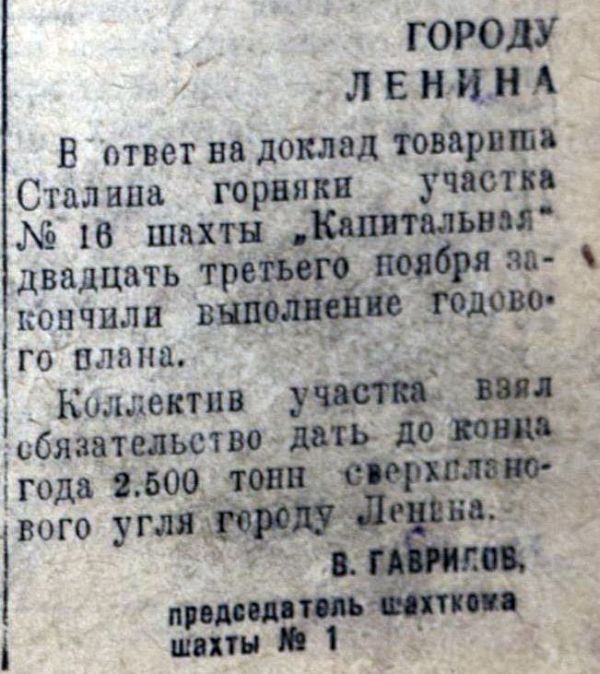 ГОРОДУ
ЛЕНИНА
В ответ на доклад товарища
Сталина горняки участка
№ 16 шахты „Капитальная“
двадцать третьего ноября за-
кончили выполнение годово-
го плана.
Коллектив участка взял
обязательство дать до конца
года 2.500 тонн сверхплано-
вого угля городу Ленина.
В. ГАВРИЛОВ,
председатель шахткома
шахты № 1